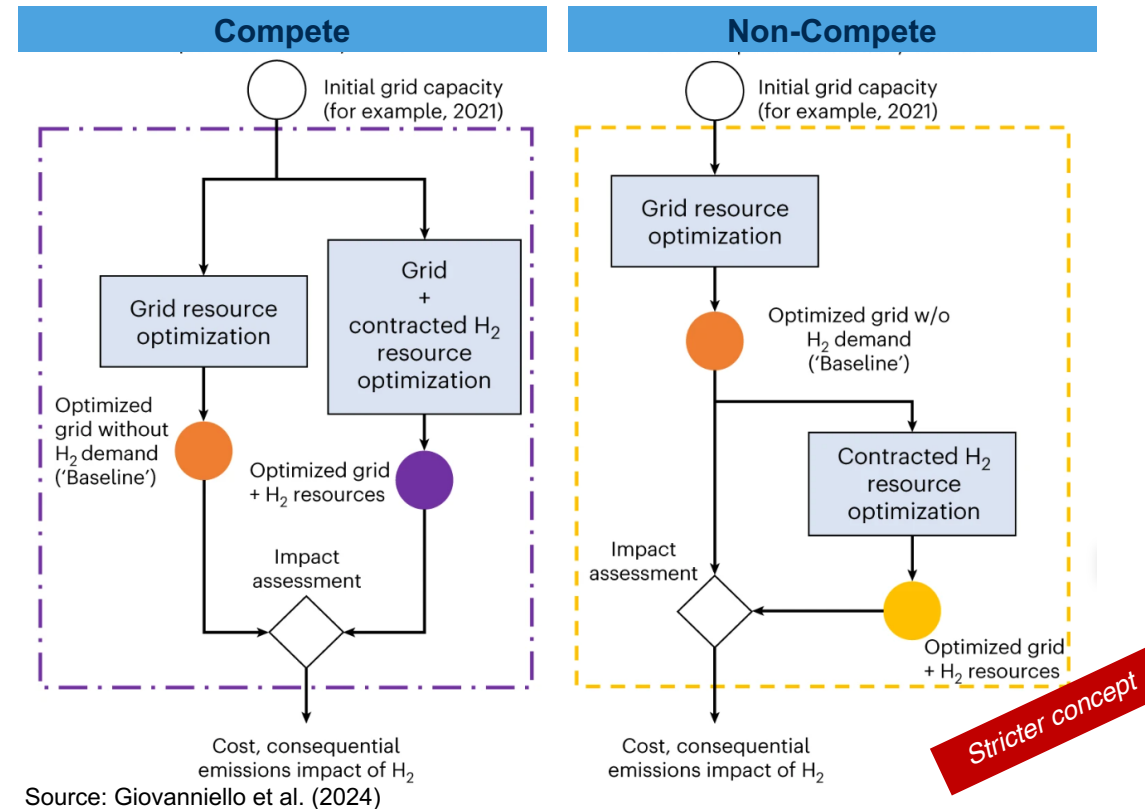 Compete
Initial grid capacity
(for example, 2021)
Grid resource
optimization
Grid
+
contracted H₂
resource
optimization
Optimized
grid without
H₂ demand
('Baseline')
Optimized grid
+ H₂ resources
Impact
assessment
Cost, consequential
emissions impact of H₂
Non-Compete
Initial grid capacity
(for example, 2021)
Grid resource
optimization
Optimized grid w/o
H₂ demand
('Baseline')
Contracted H₂
resource
optimization
Impact
assessment
Optimized grid
+ H₂ resources
Cost, consequential
emissions impact of H₂
Stricter concept
Source: Giovanniello et al. (2024)